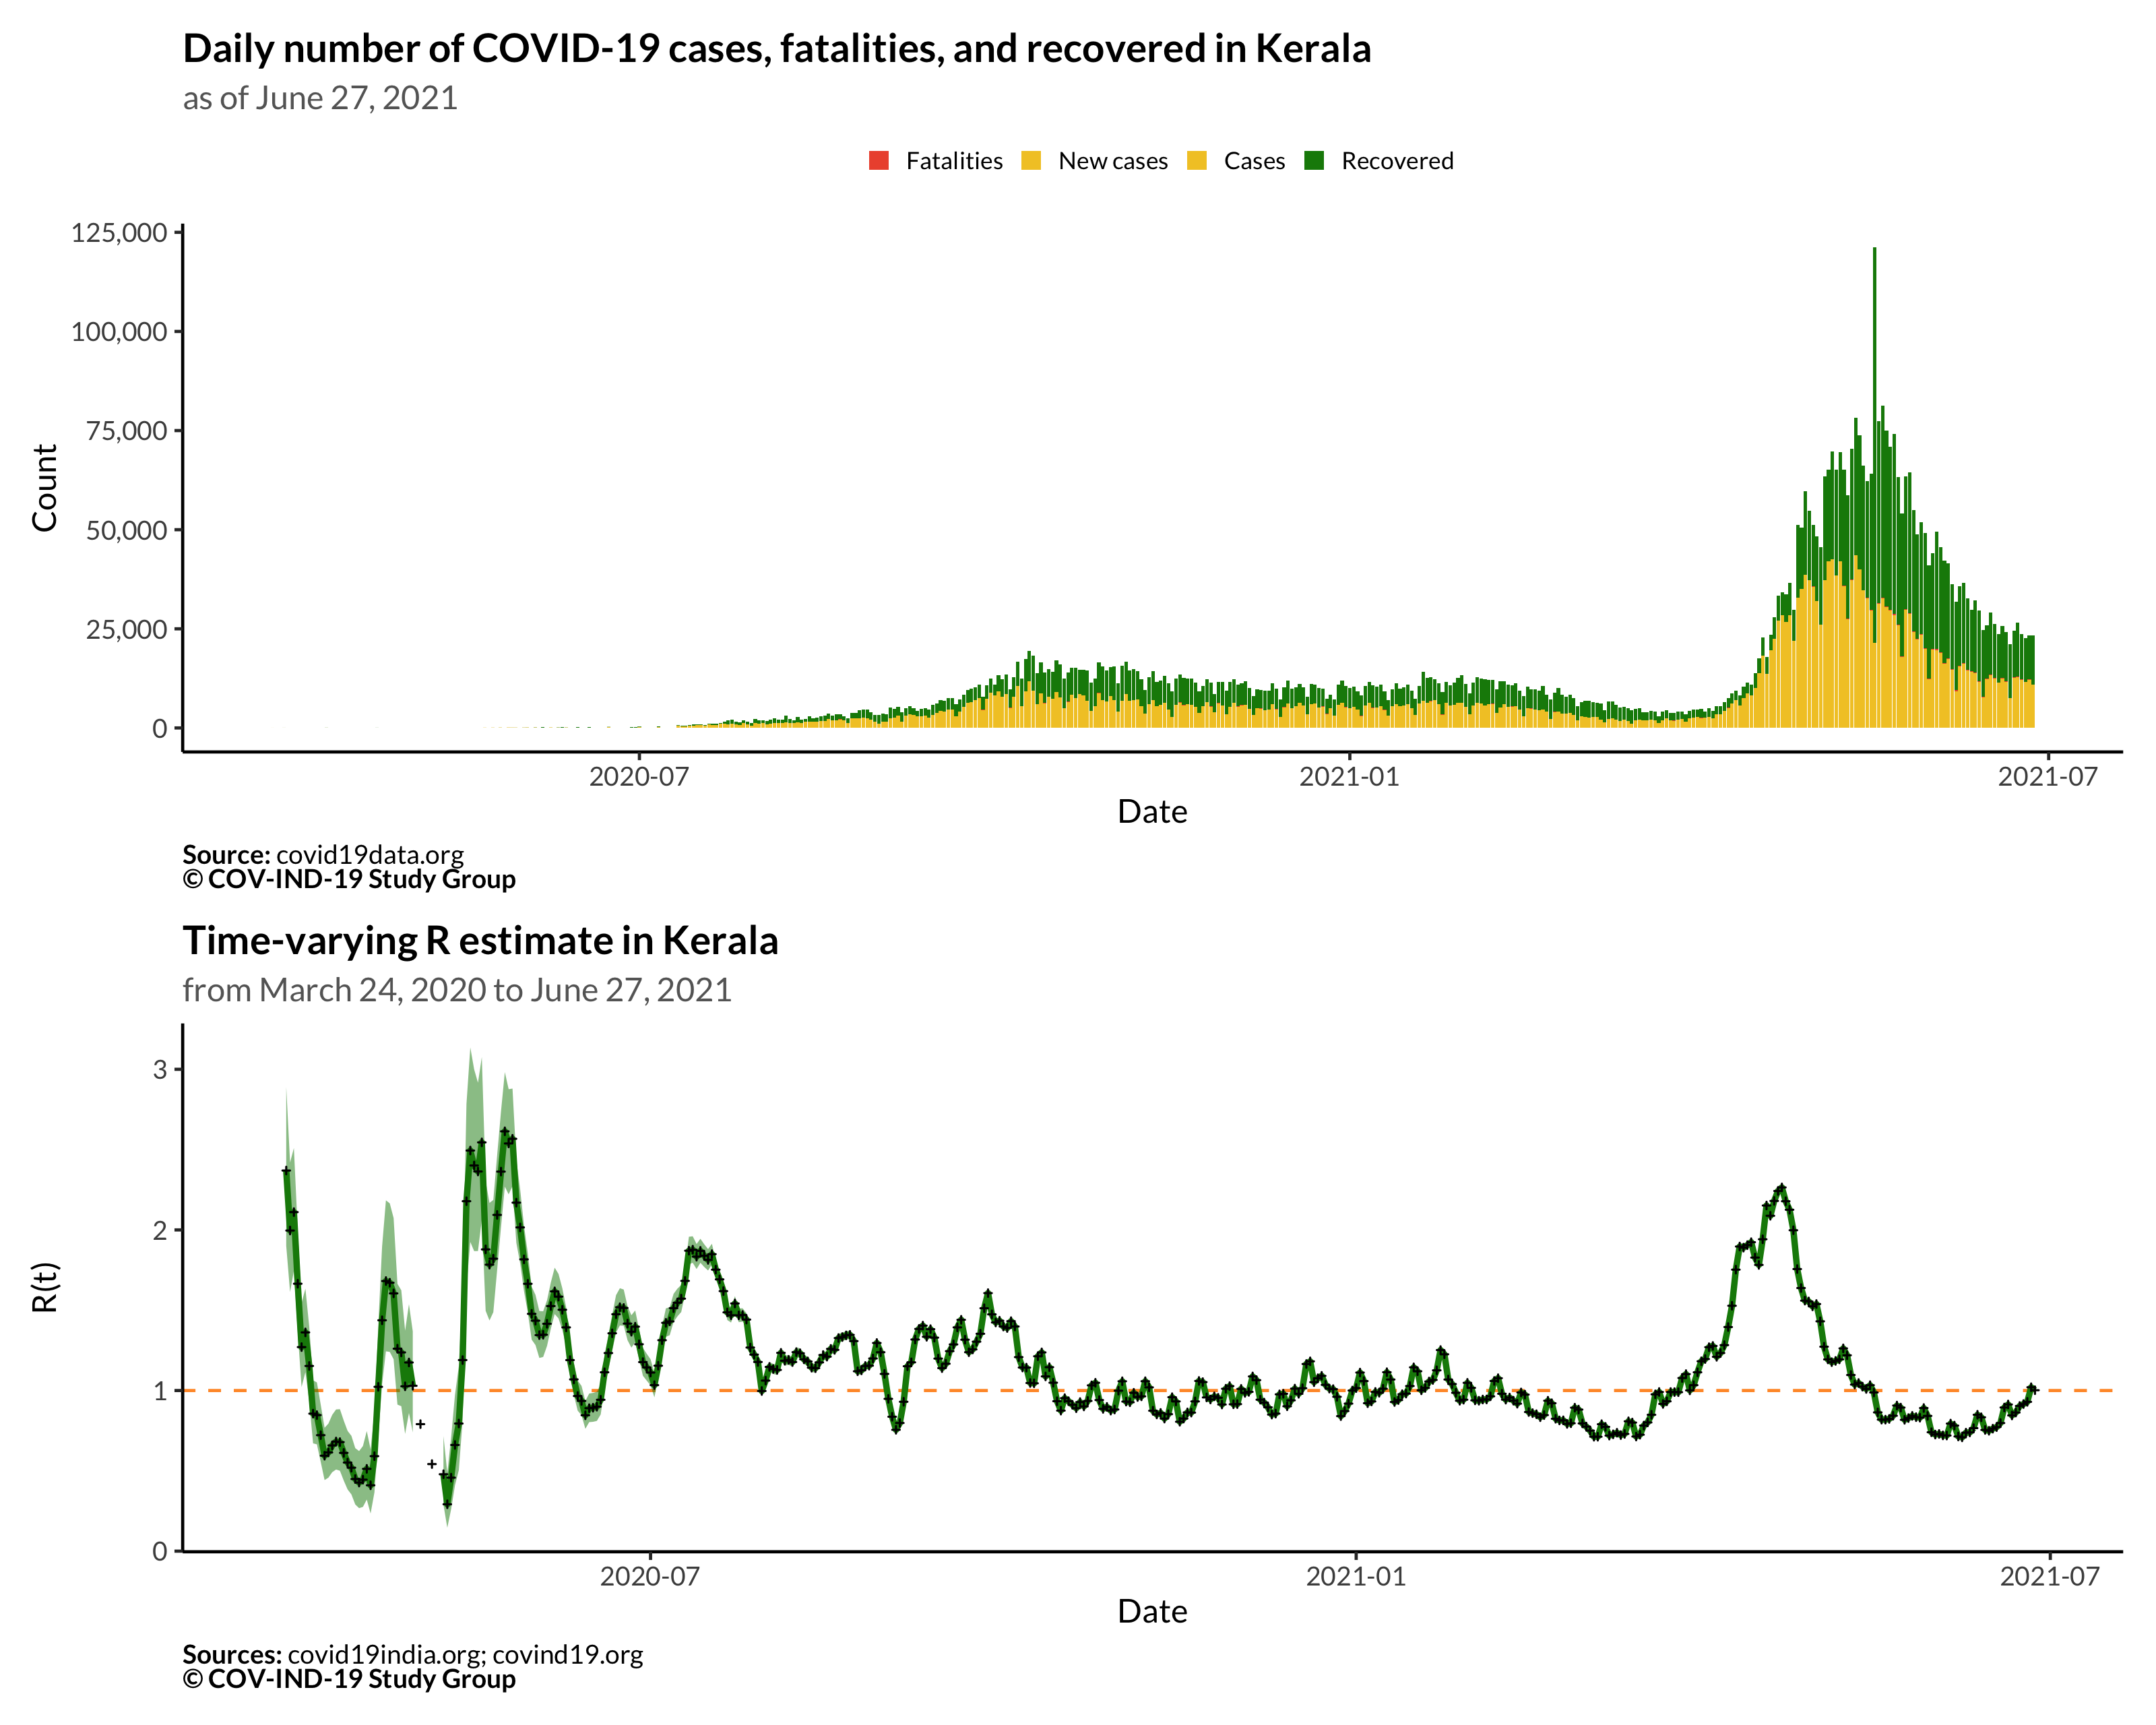 Daily number of COVID-19 cases, fatalities, and recovered in Kerala
as of June 27, 2021
Fatalities New cases Cases Recovered
125,000
100,000
75,000
50,000
25,000
0
Count
2020-07 2021-01 2021-07
Date
Source: covid19data.org
© COV-IND-19 Study Group
Time-varying R estimate in Kerala
from March 24, 2020 to June 27, 2021
3
2
1
0
R(t)
2020-07 2021-01 2021-07
Date
Sources: covid19india.org; covind19.org
© COV-IND-19 Study Group